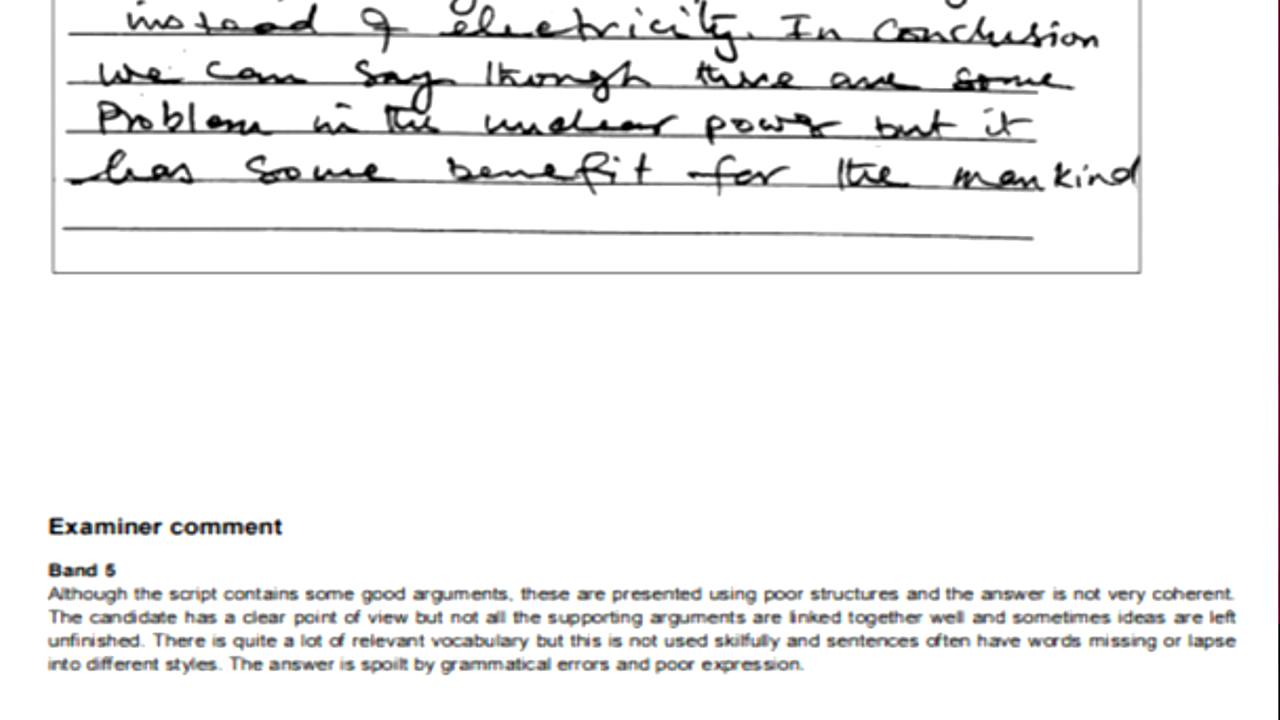 instead of electricity. In Conclusion
we can say though there are some
Problem in the nuclear power but it
has some benefit for the mankind
Examiner comment
Band 5
Although the script contains some good arguments, these are presented using poor structures and the answer is not very coherent.
The candidate has a clear point of view but not all the supporting arguments are linked together well and sometimes ideas are left
unfinished. There is quite a lot of relevant vocabulary but this is not used skilfully and sentences often have words missing or lapse
into different styles. The answer is spoilt by grammatical errors and poor expression.